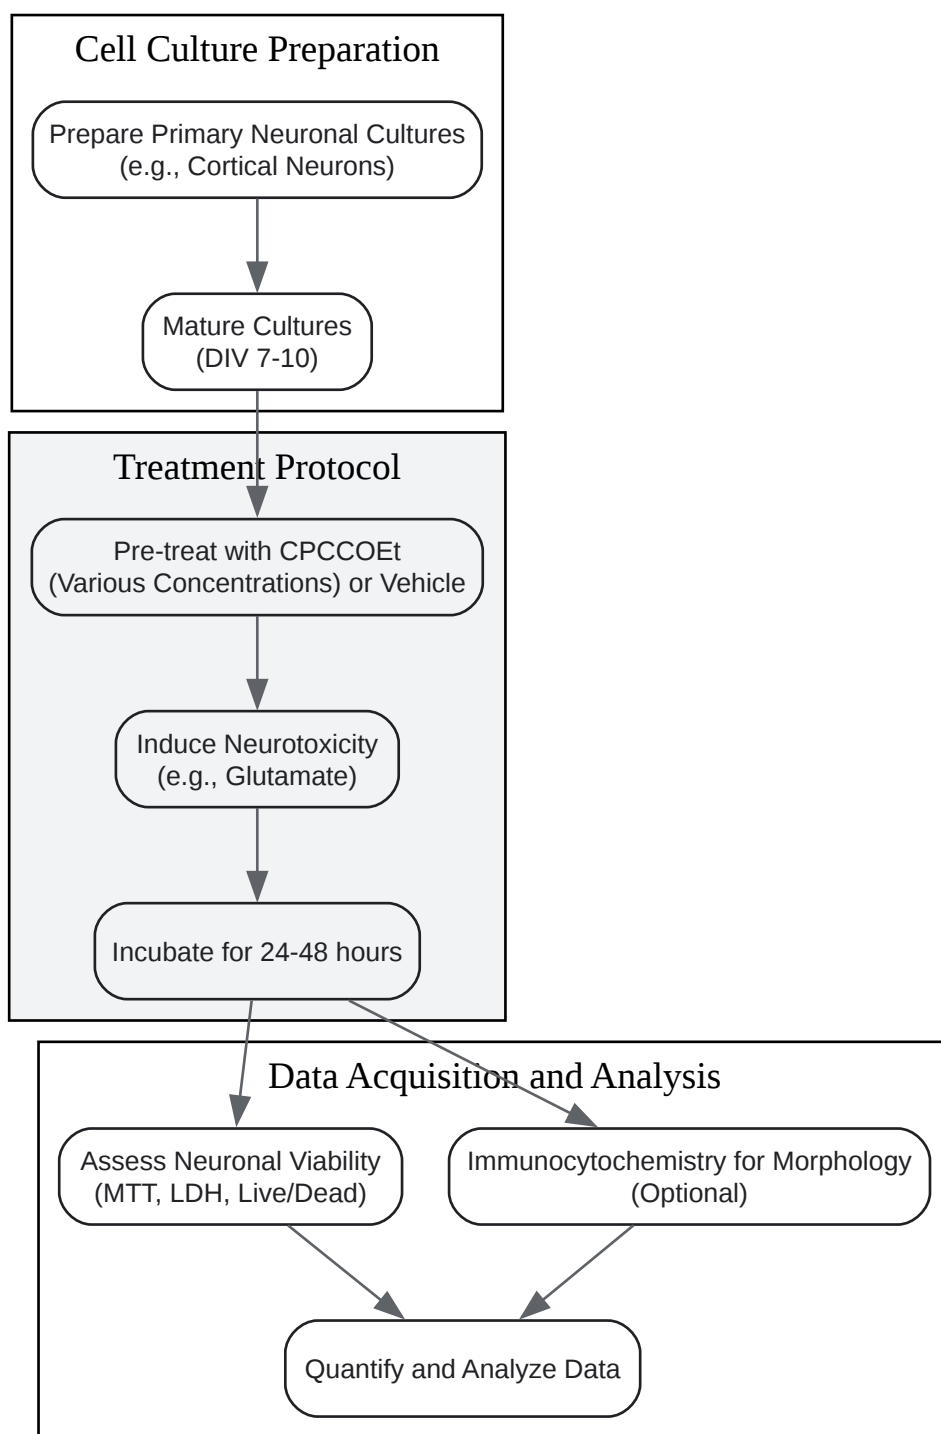 Cell Culture Preparation
Prepare Primary Neuronal Cultures
(e.g., Cortical Neurons)
Mature Cultures
(DIV 7-10)
Treatment Protocol
Pre-treat with CPCCOEt
(Various Concentrations) or Vehicle
Induce Neurotoxicity
(e.g., Glutamate)
Incubate for 24-48 hours
Data Acquisition and Analysis
Assess Neuronal Viability
(MTT, LDH, Live/Dead)
Immunocytochemistry for Morphology
(Optional)
Quantify and Analyze Data